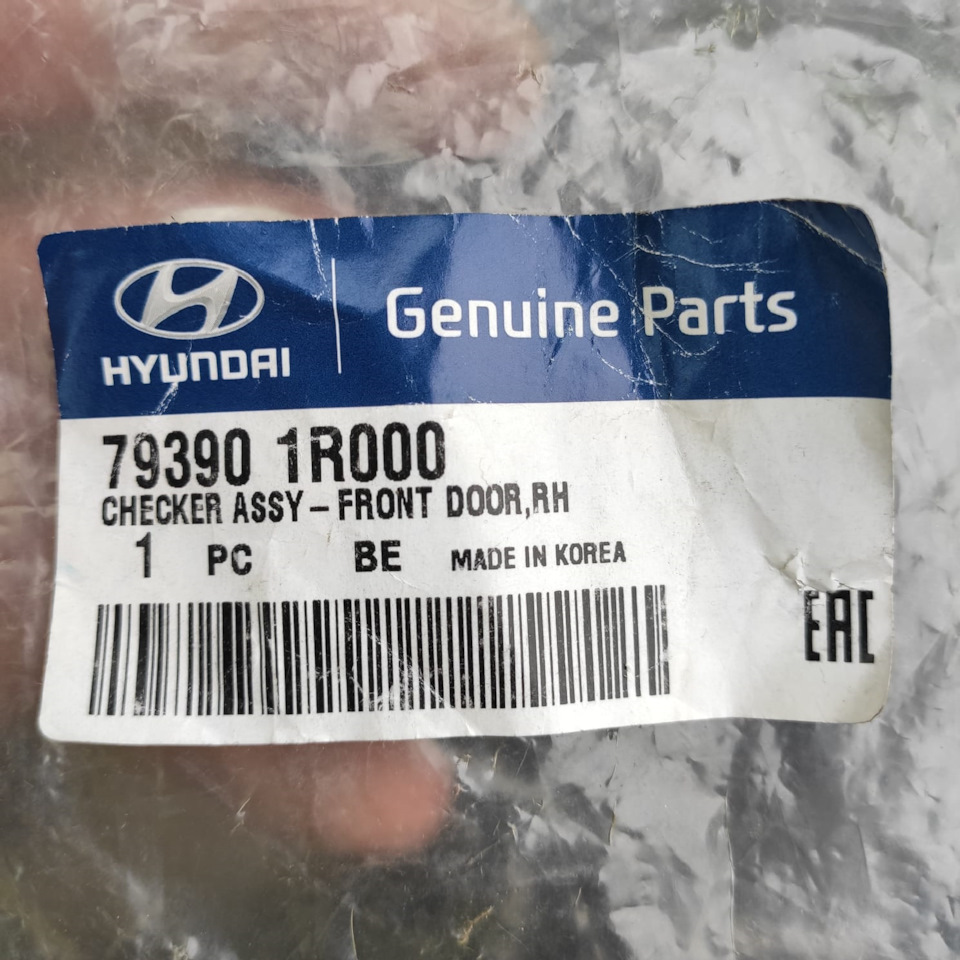 HYUNDAI
Genuine Parts
79390 1R000
CHECKER ASSY-FRONT DOOR,RH
1 PC BE MADE IN KOREA
EAC